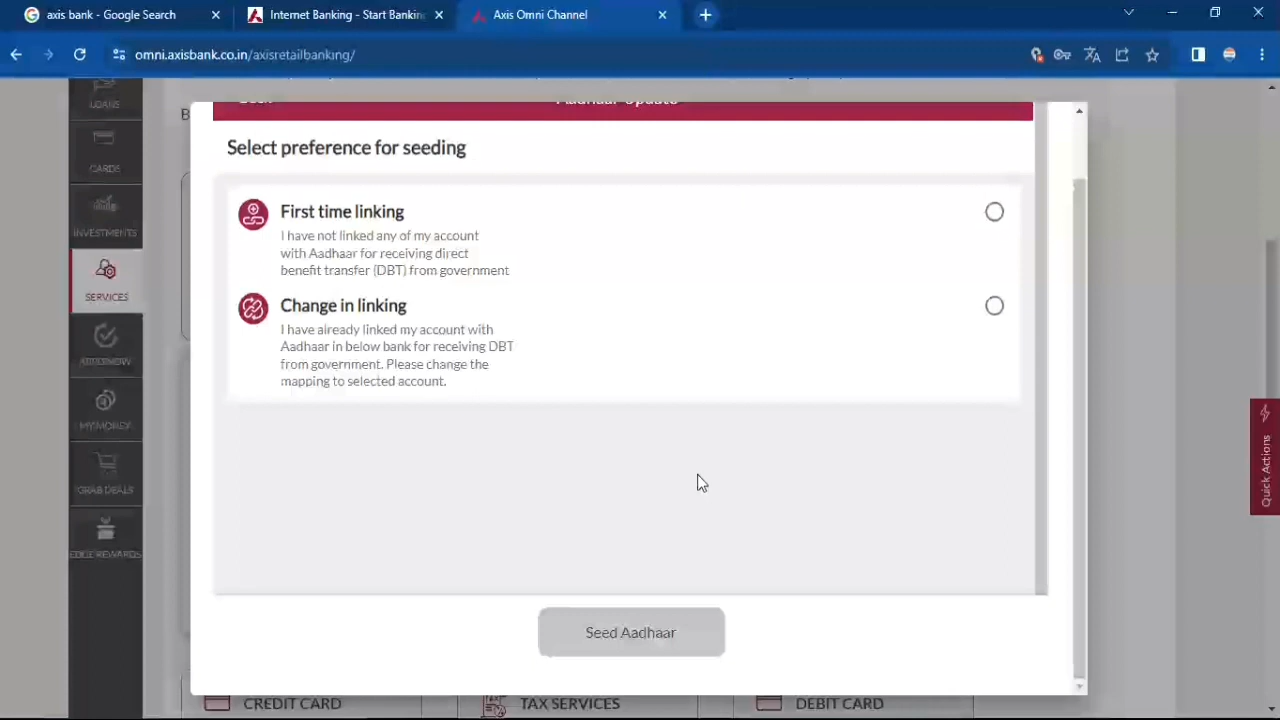 axis bank - Google Search
Internet Banking - Start Banking
Axis Omni Channel
omni.axisbank.co.in/axisretailbanking/
LOANS
B
Back
Aadhaar Update
Select preference for seeding
CARDS
First time linking
I have not linked any of my account
with Aadhaar for receiving direct
benefit transfer (DBT) from government
INVESTMENTS
SERVICES
Change in linking
I have already linked my account with
Aadhaar in below bank for receiving DBT
from government. Please change the
mapping to selected account.
MY MONEY
GRAB DEALS
EDGE REWARDS
Quick Actions
Seed Aadhaar
CREDIT CARD
TAX SERVICES
DEBIT CARD